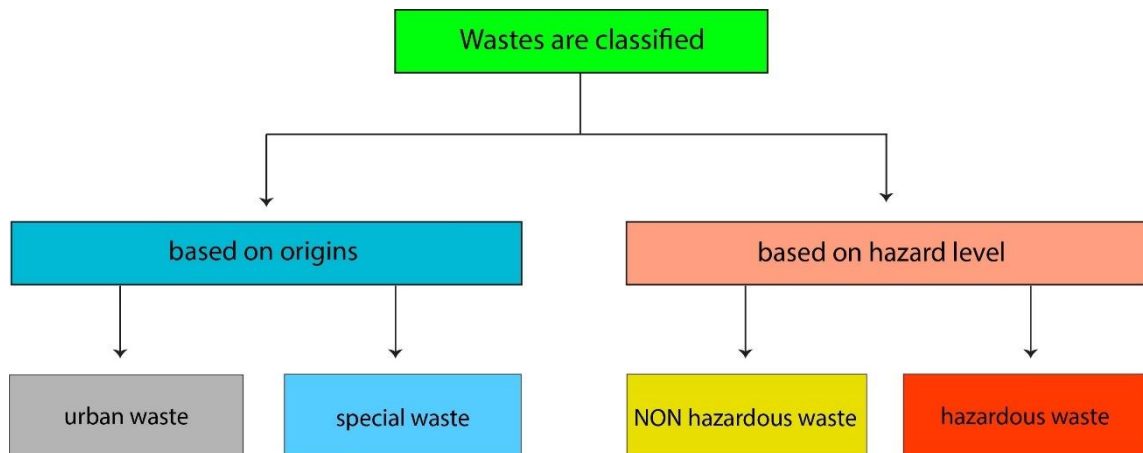 Wastes are classified
based on origins
based on hazard level
urban waste
special waste
NON hazardous waste
hazardous waste